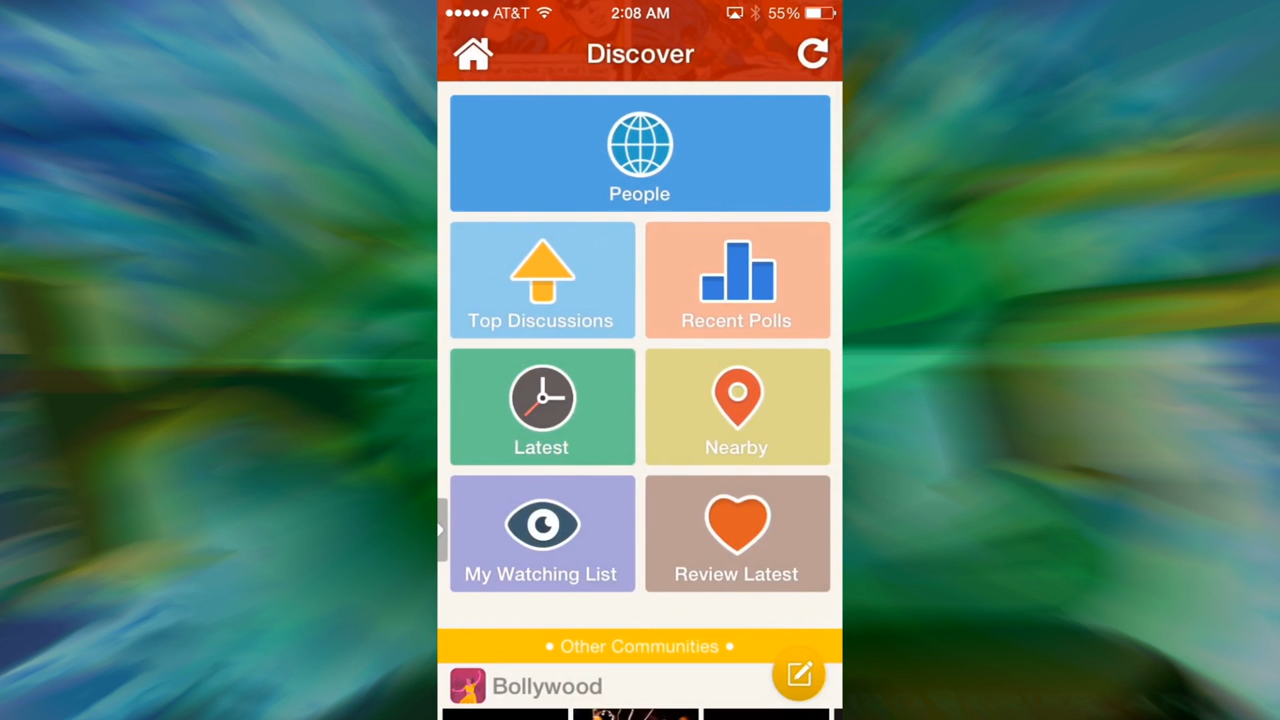 AT&T 2:08 AM 55%
Discover
People
Top Discussions Recent Polls
Latest Nearby
My Watching List Review Latest
• Other Communities •
Bollywood